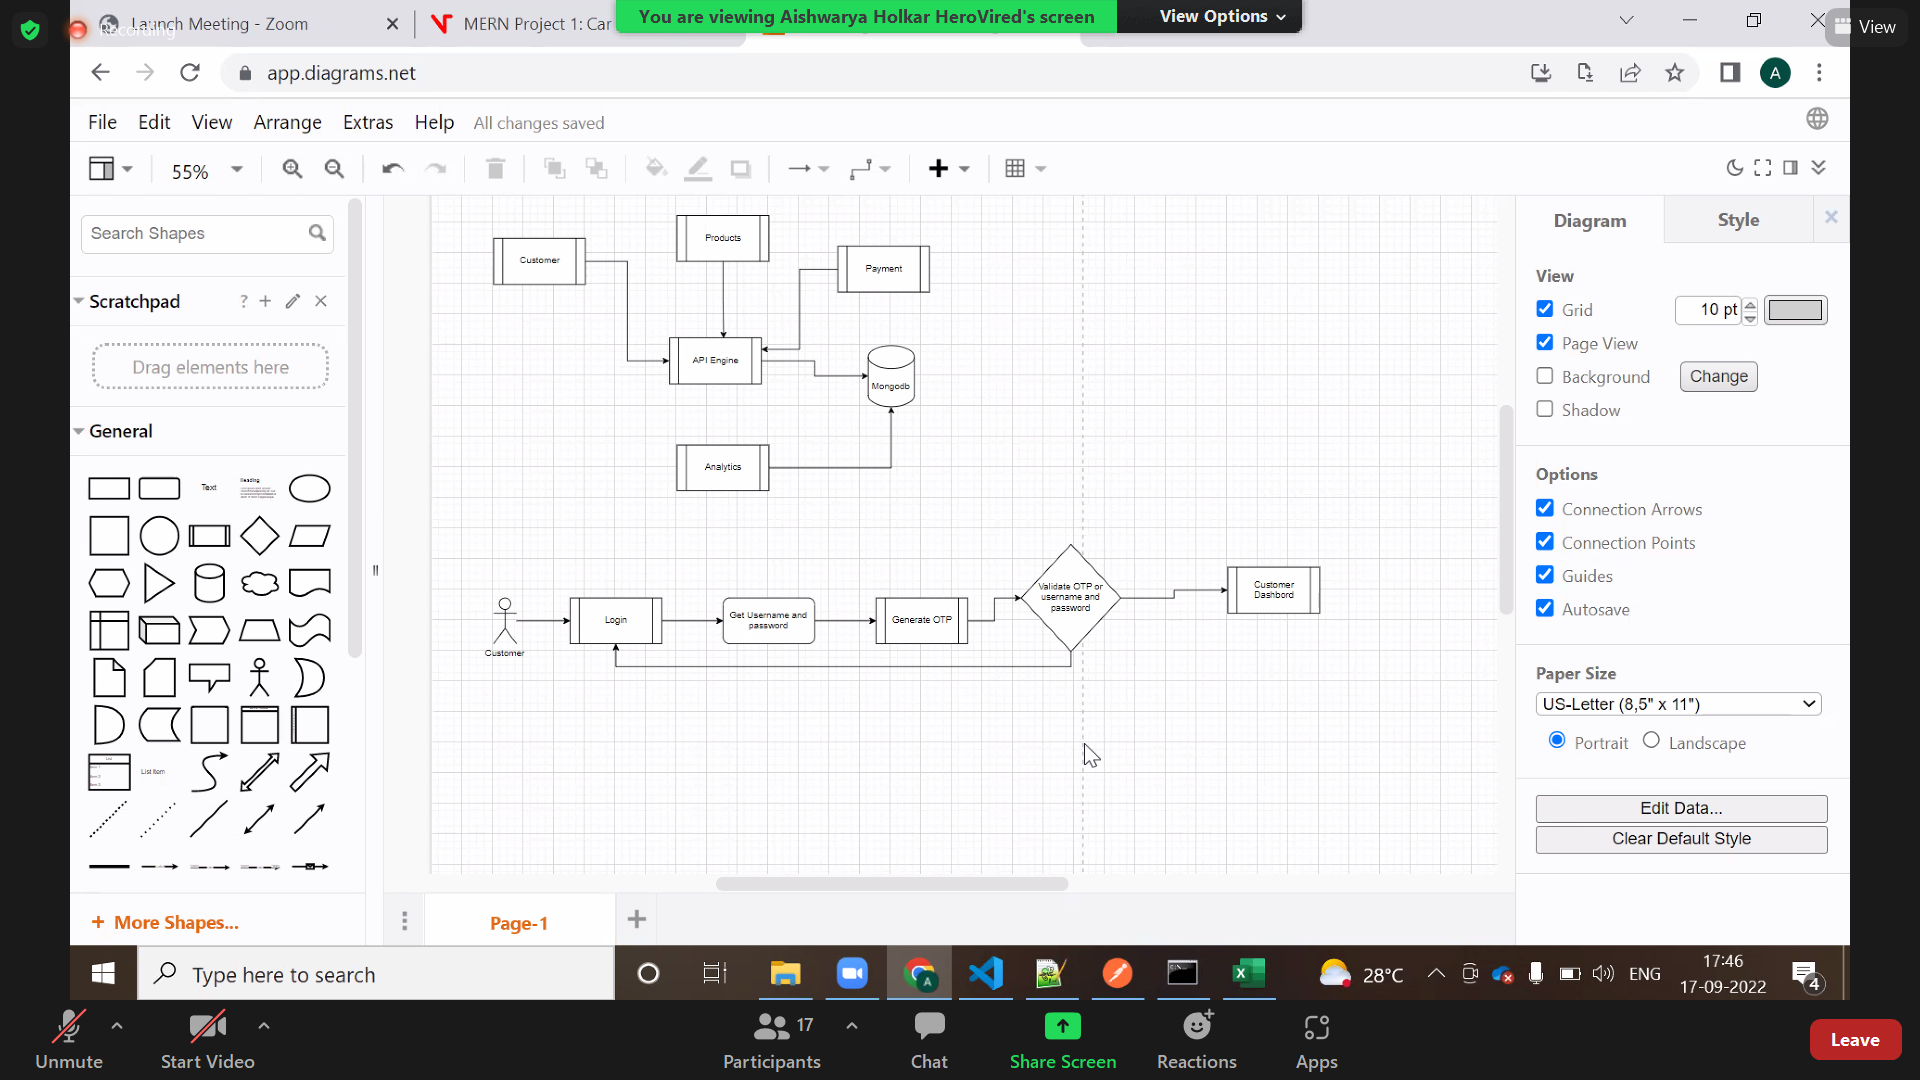 You are viewing Aishwarya Holkar HeroVired's screen
View Options
View
Recording
Launch Meeting - Zoom
MERN Project 1: Car
app.diagrams.net
A
File Edit View Arrange Extras Help All changes saved
55%
Search Shapes
Scratchpad
?
Drag elements here
General
Text
Heading
List Item
+ More Shapes...
Customer
Products
Payment
API Engine
Mongodb
Analytics
Customer
Login
Get Username and
password
Generate OTP
Validate OTP or
username and
password
Customer
Dashbord
Page-1
Diagram
Style
View
Grid
10 pt
Page View
Background
Change
Shadow
Options
Connection Arrows
Connection Points
Guides
Autosave
Paper Size
US-Letter (8,5" x 11")
Portrait
Landscape
Edit Data...
Clear Default Style
Type here to search
28°C
ENG
17:46
17-09-2022
4
Unmute
Start Video
17
Participants
Chat
Share Screen
Reactions
Apps
Leave